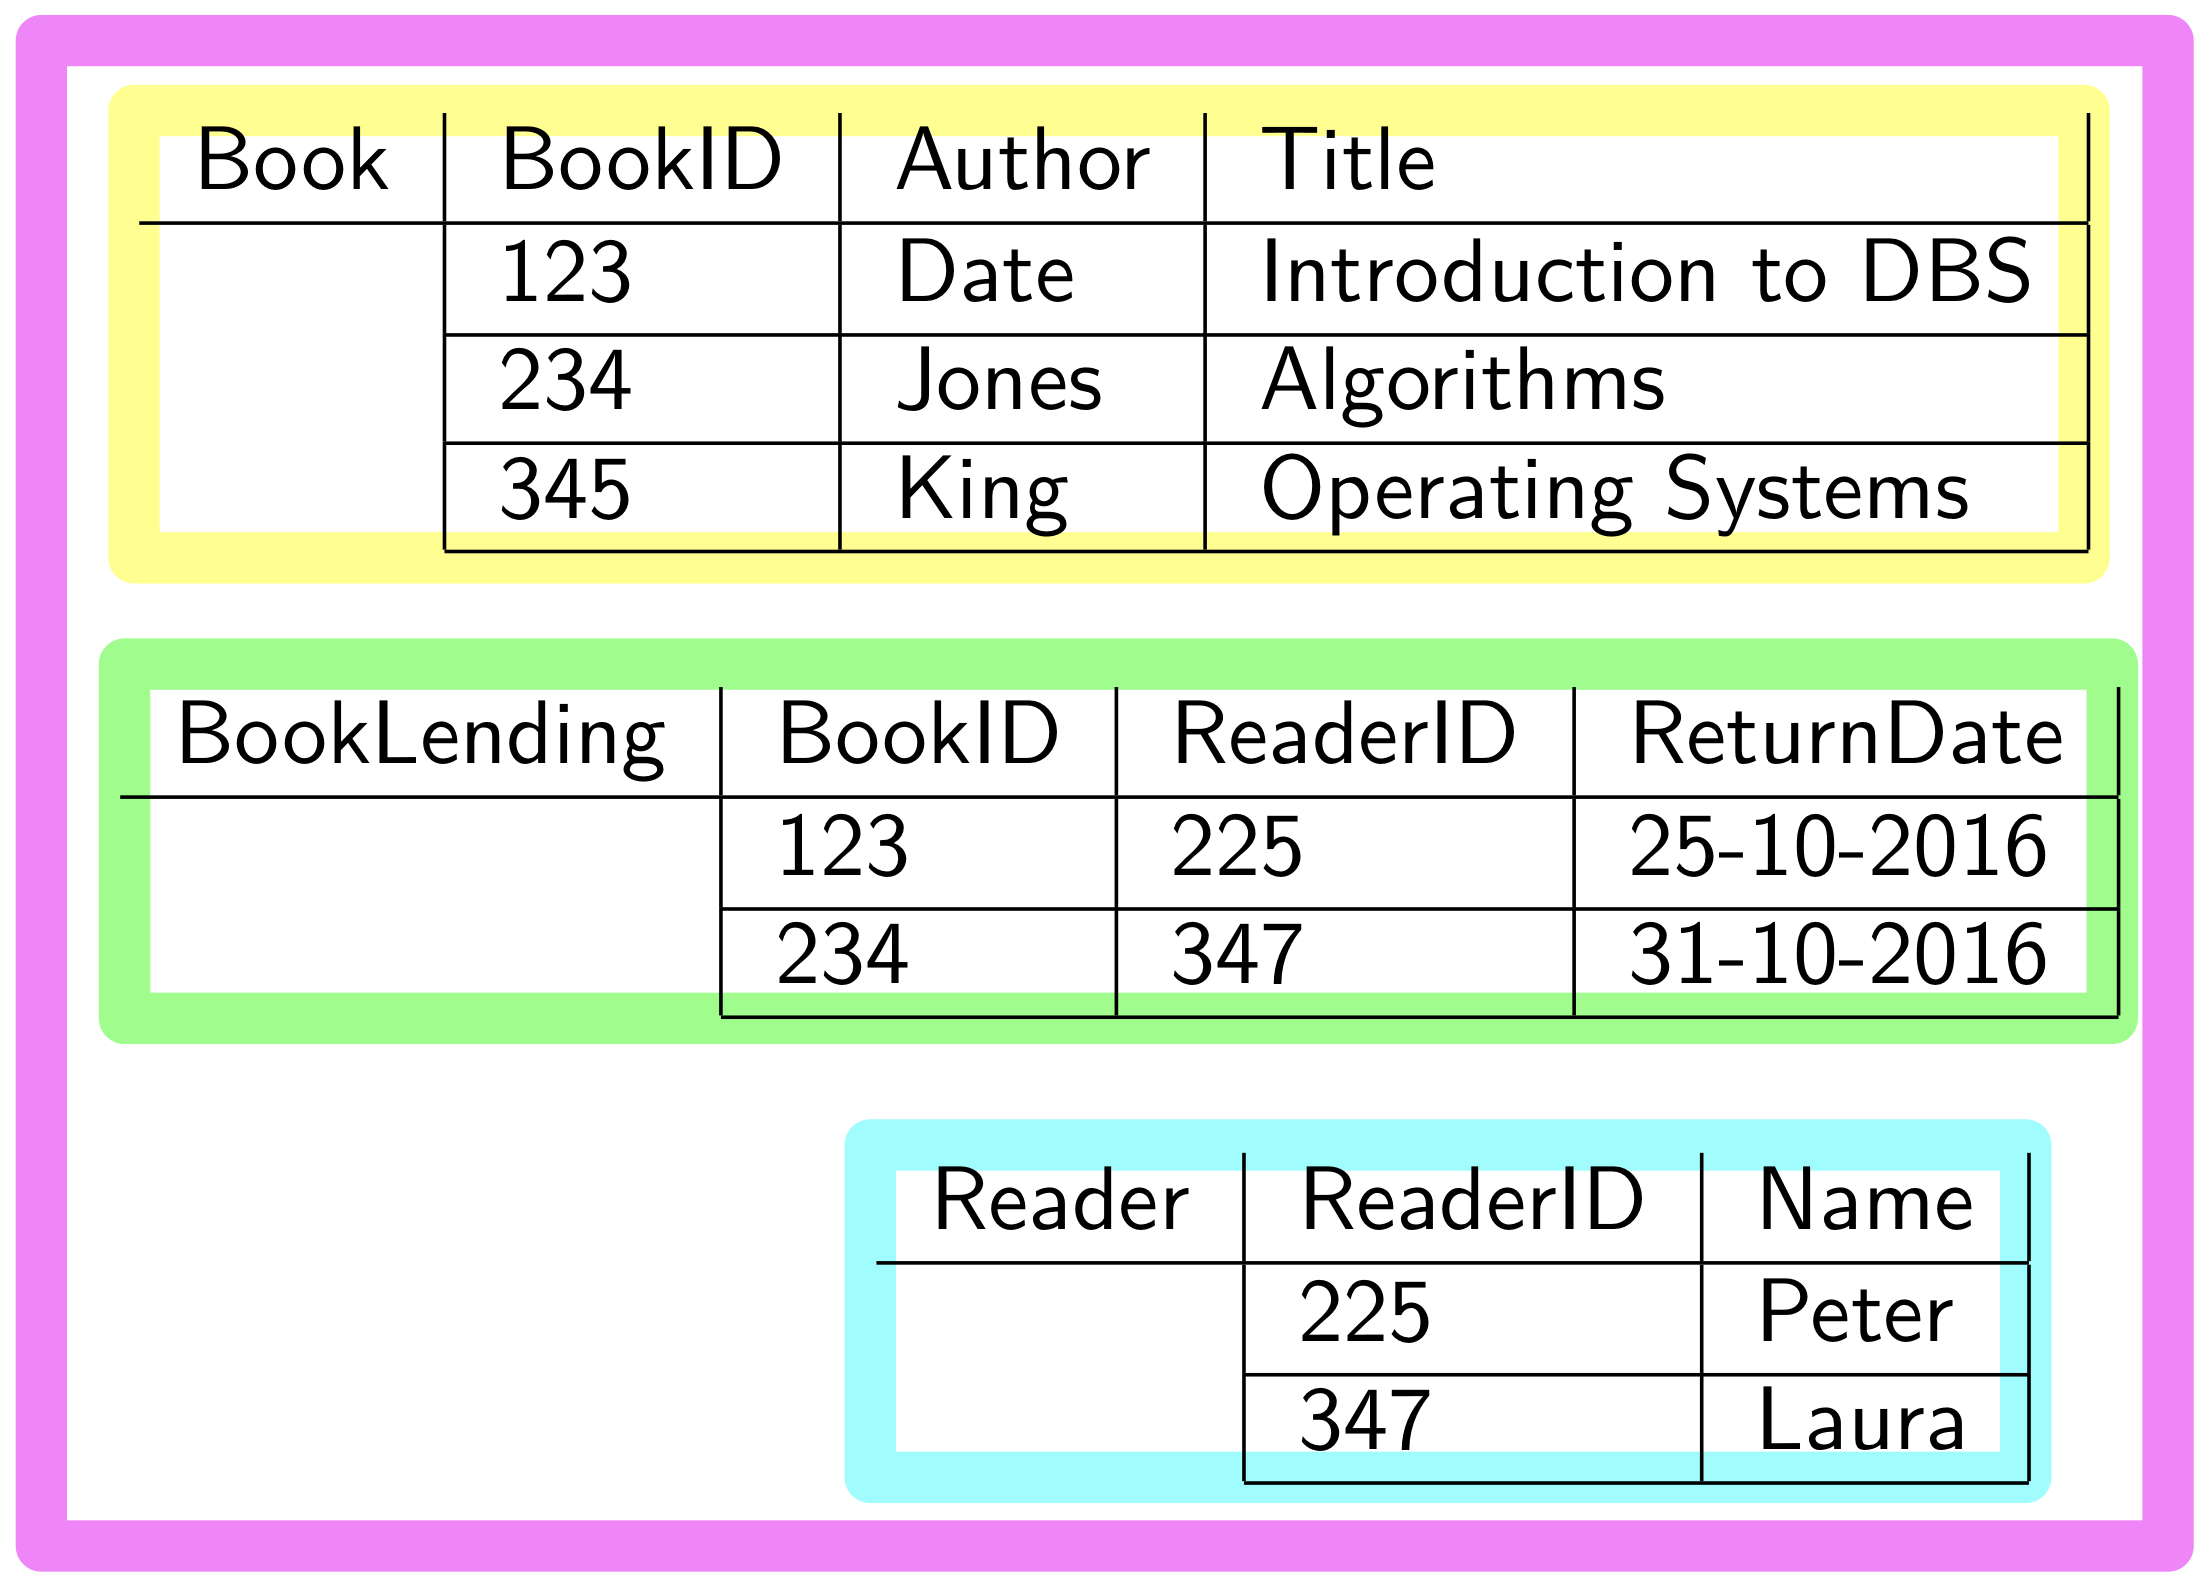 Book BookID Author Title
123 Date Introduction to DBS
234 Jones Algorithms
345 King Operating Systems
BookLending BookID ReaderID ReturnDate
123 225 25-10-2016
234 347 31-10-2016
Reader ReaderID Name
225 Peter
347 Laura